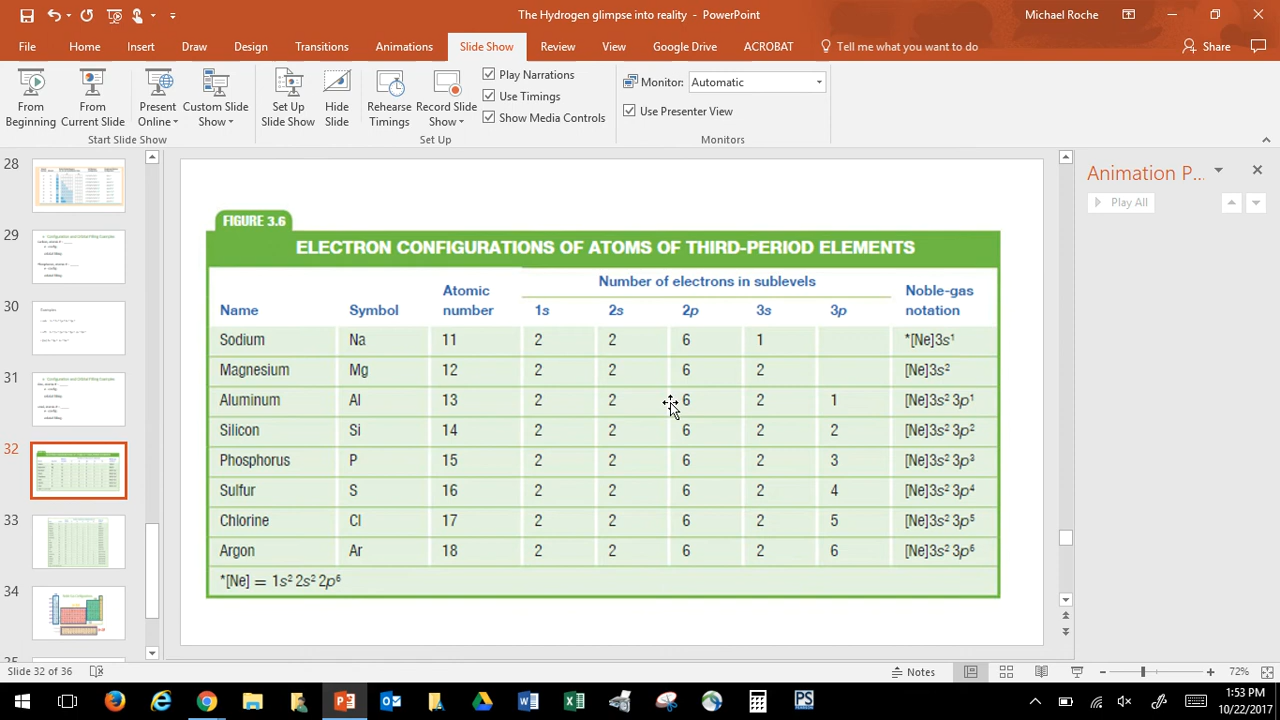 The Hydrogen glimpse into reality - PowerPoint
Michael Roche
File Home Insert Draw Design Transitions Animations Slide Show Review View Google Drive ACROBAT Tell me what you want to do Share
From Beginning
From Current Slide
Present Online
Custom Slide Show
Start Slide Show
Set Up Slide Show
Hide Slide
Rehearse Timings
Record Slide Show
Play Narrations
Use Timings
Show Media Controls
Set Up
Monitor: Automatic
Use Presenter View
Monitors
28
29
30
31
32
33
34
Animation P...
Play All
FIGURE 3.6
ELECTRON CONFIGURATIONS OF ATOMS OF THIRD-PERIOD ELEMENTS
Number of electrons in sublevels
Name Symbol Atomic number 1s 2s 2p 3s 3p Noble-gas notation
Sodium Na 11 2 2 6 1 *[Ne]3s¹
Magnesium Mg 12 2 2 6 2 [Ne]3s²
Aluminum Al 13 2 2 6 2 1 [Ne]3s² 3p¹
Silicon Si 14 2 2 6 2 2 [Ne]3s² 3p²
Phosphorus P 15 2 2 6 2 3 [Ne]3s² 3p³
Sulfur S 16 2 2 6 2 4 [Ne]3s² 3p⁴
Chlorine Cl 17 2 2 6 2 5 [Ne]3s² 3p⁵
Argon Ar 18 2 2 6 2 6 [Ne]3s² 3p⁶
*[Ne] = 1s² 2s² 2p⁶
Slide 32 of 36
Notes
72%
1:53 PM
10/22/2017